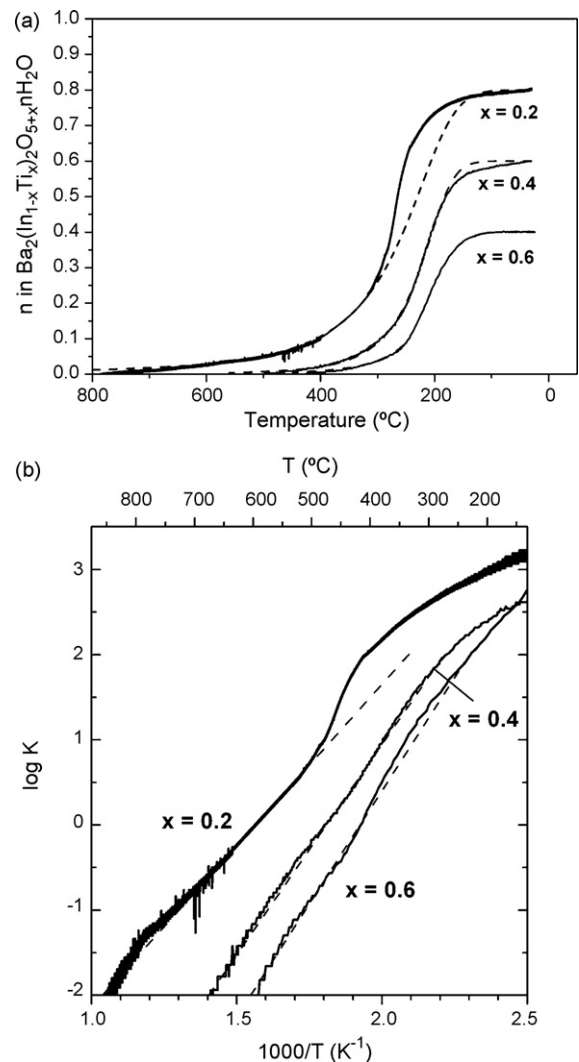 (a)
n in Ba2(In1-xTix)2O5+xnH2O
1.0
0.9
0.8
0.7
0.6
0.5
0.4
0.3
0.2
0.1
0.0
x = 0.2
x = 0.4
x = 0.6
800 600 400 200 0
Temperature (ºC)
(b)
T (ºC)
800 700 600 500 400 300 200
log K
3
2
1
0
-1
-2
x = 0.2
x = 0.4
x = 0.6
1.0 1.5 2.0 2.5
1000/T (K-1)